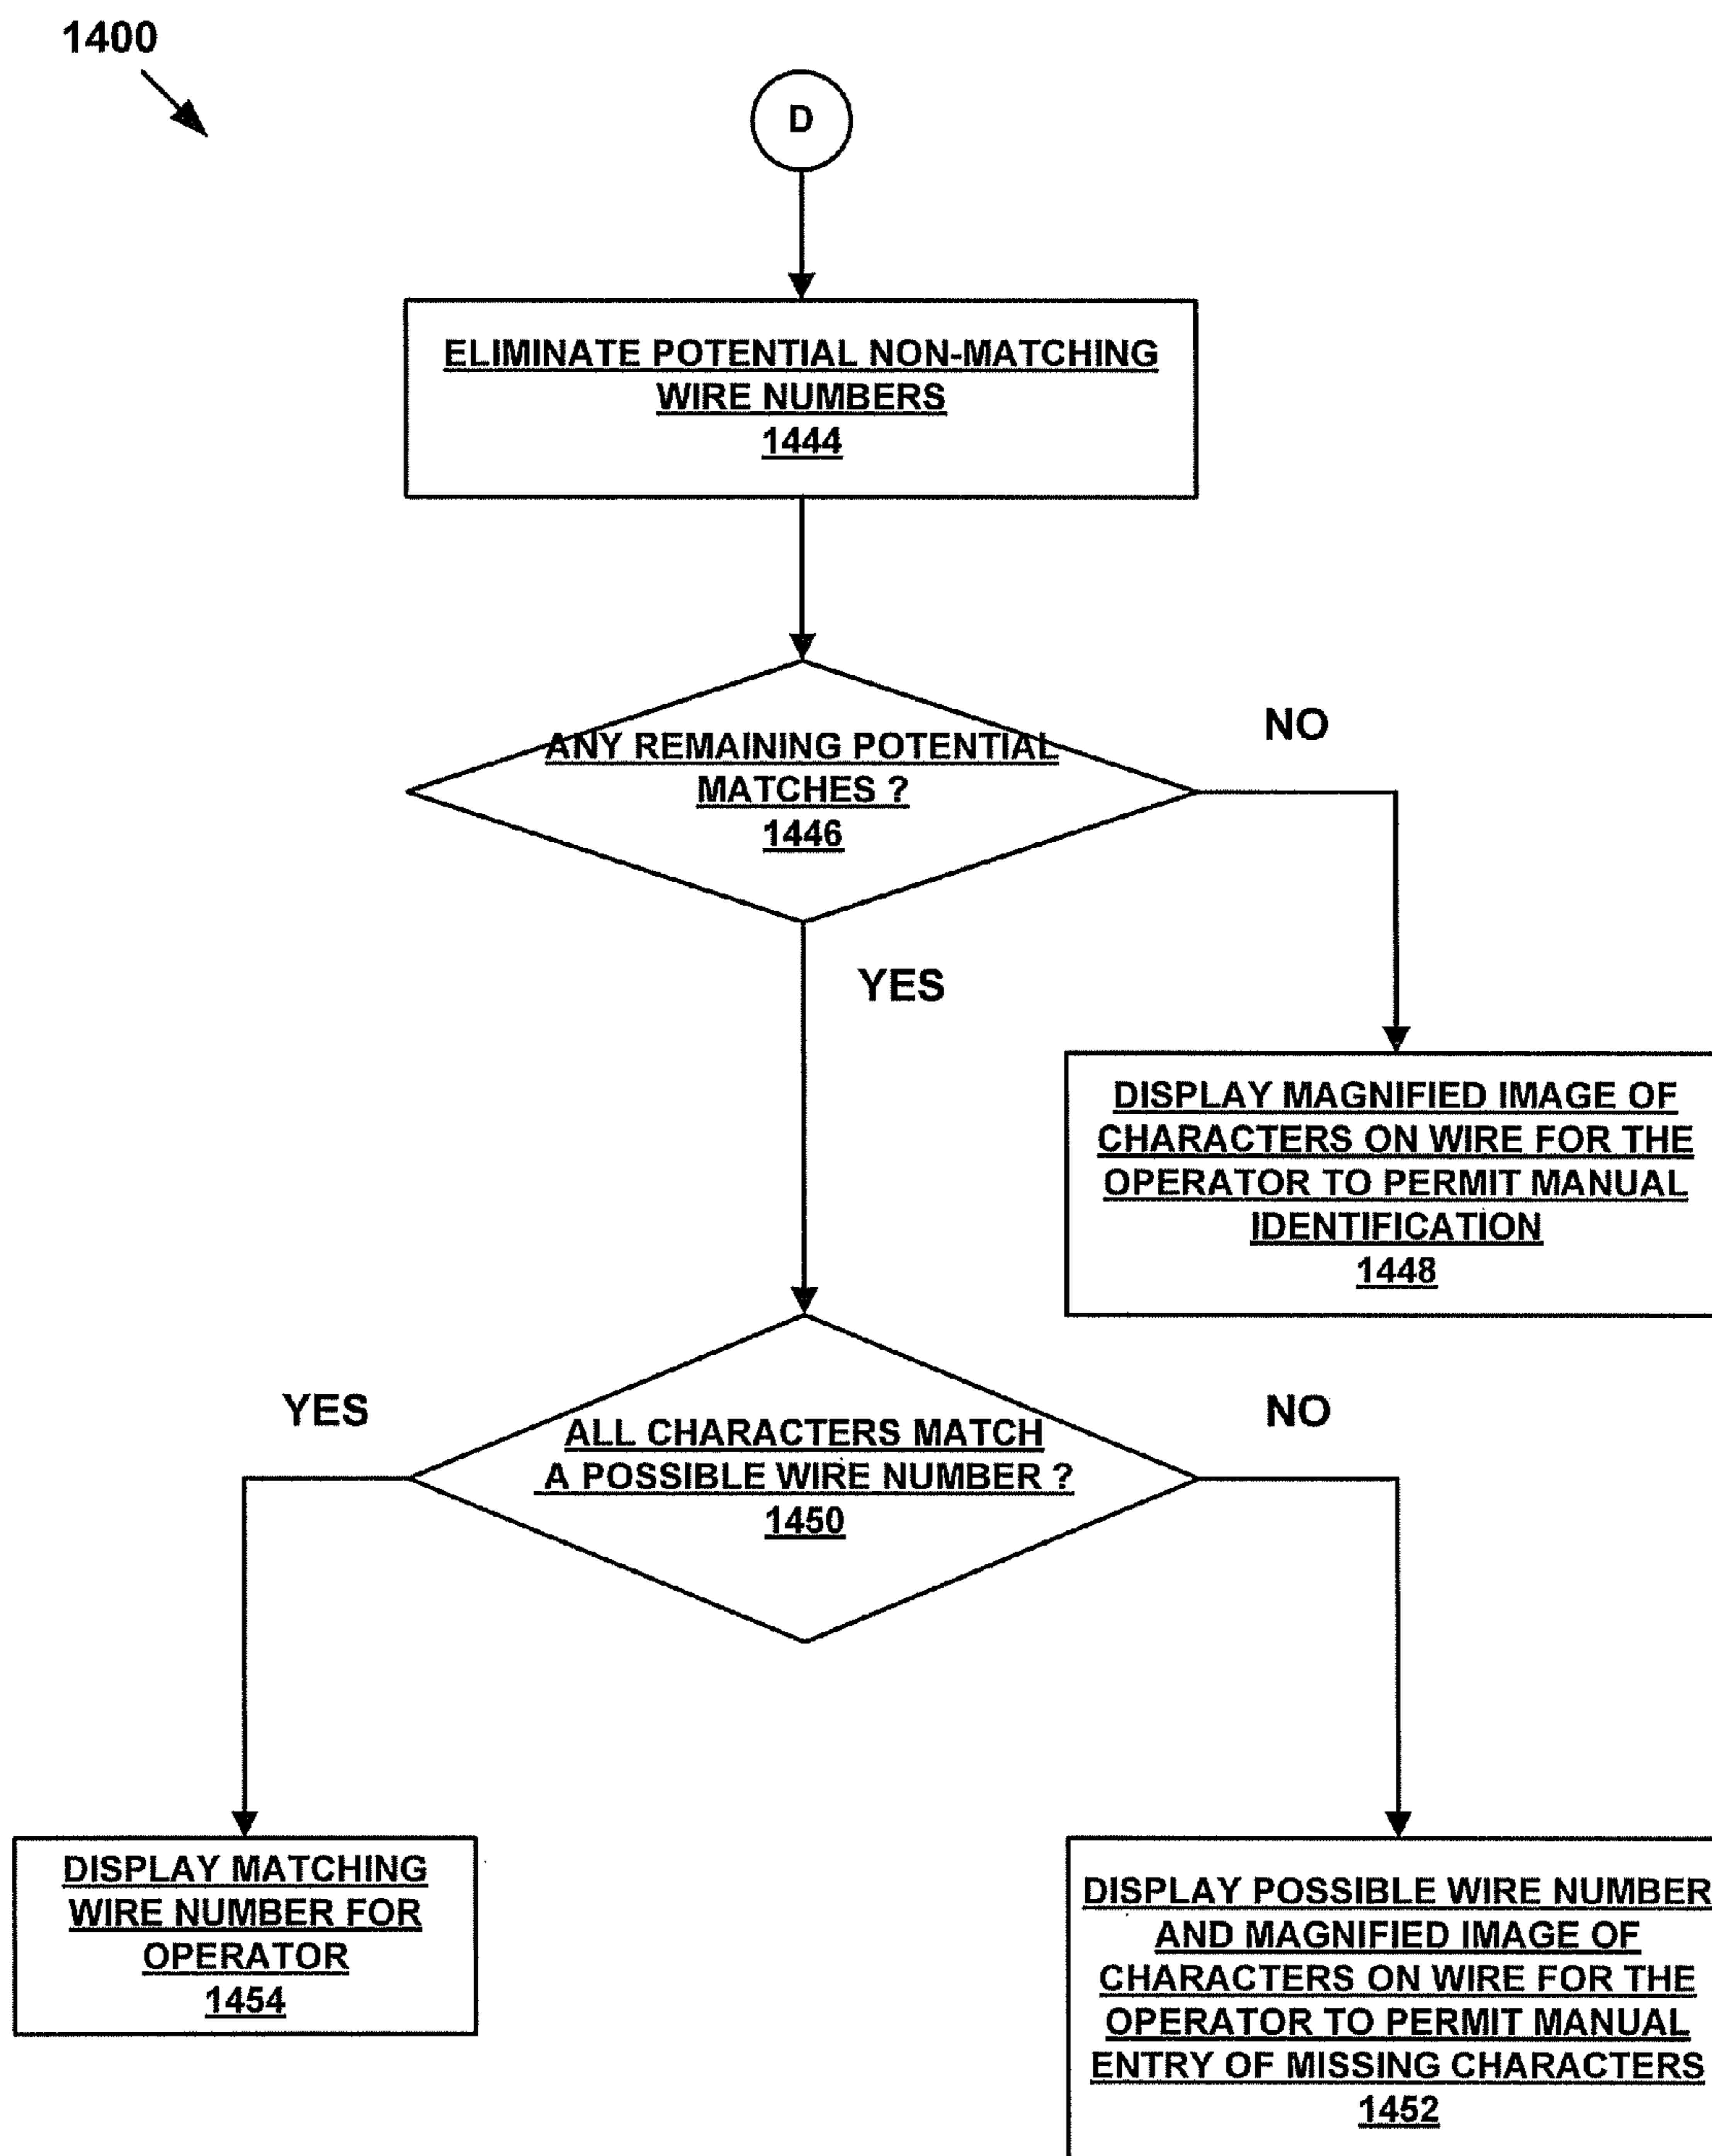 1400
D
ELIMINATE POTENTIAL NON-MATCHING
WIRE NUMBERS
1444
ANY REMAINING POTENTIAL
MATCHES ?
1446
NO
YES
DISPLAY MAGNIFIED IMAGE OF
CHARACTERS ON WIRE FOR THE
OPERATOR TO PERMIT MANUAL
IDENTIFICATION
1448
ALL CHARACTERS MATCH
A POSSIBLE WIRE NUMBER ?
1450
YES
NO
DISPLAY MATCHING
WIRE NUMBER FOR
OPERATOR
1454
DISPLAY POSSIBLE WIRE NUMBER
AND MAGNIFIED IMAGE OF
CHARACTERS ON WIRE FOR THE
OPERATOR TO PERMIT MANUAL
ENTRY OF MISSING CHARACTERS
1452